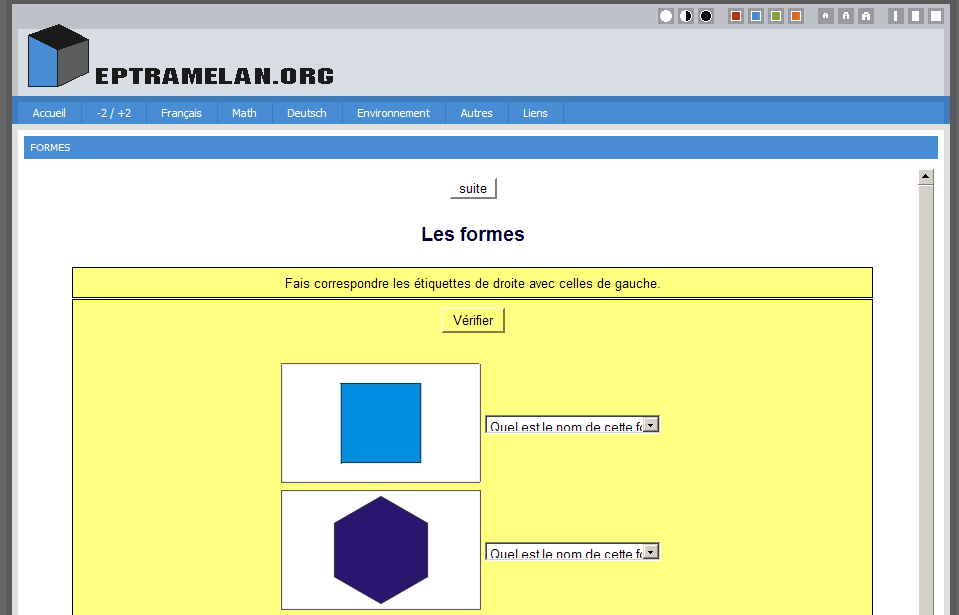 A A A
EPTRAMELAN.ORG
Accueil -2 / +2 Français Math Deutsch Environnement Autres Liens
FORMES
suite
Les formes
Fais correspondre les étiquettes de droite avec celles de gauche.
Vérifier
Quel est le nom de cette fo
Quel est le nom de cette fo